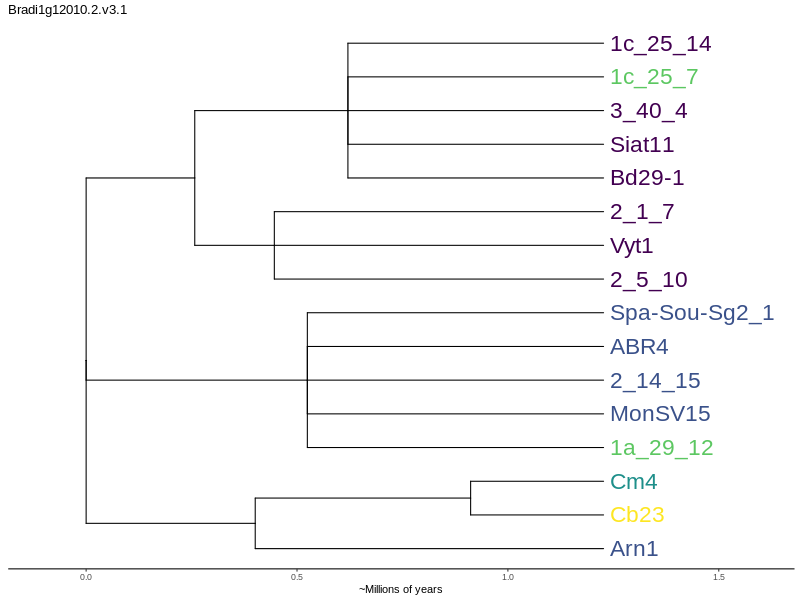 Bradi1g12010.2.v3.1
1c_25_14
1c_25_7
3_40_4
Siat11
Bd29-1
2_1_7
Vyt1
2_5_10
Spa-Sou-Sg2_1
ABR4
2_14_15
MonSV15
1a_29_12
Cm4
Cb23
Arn1
0.0 0.5 1.0 1.5
~Millions of years